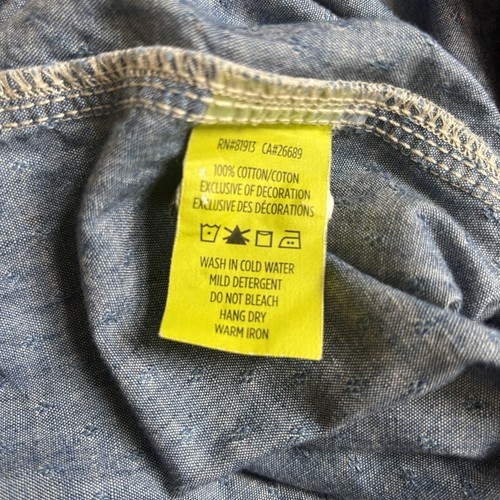 RN#81913 CA#26689
100% COTTON/COTON
EXCLUSIVE OF DECORATION
EXCLUSIVE DES DÉCORATIONS
WASH IN COLD WATER
MILD DETERGENT
DO NOT BLEACH
HANG DRY
WARM IRON